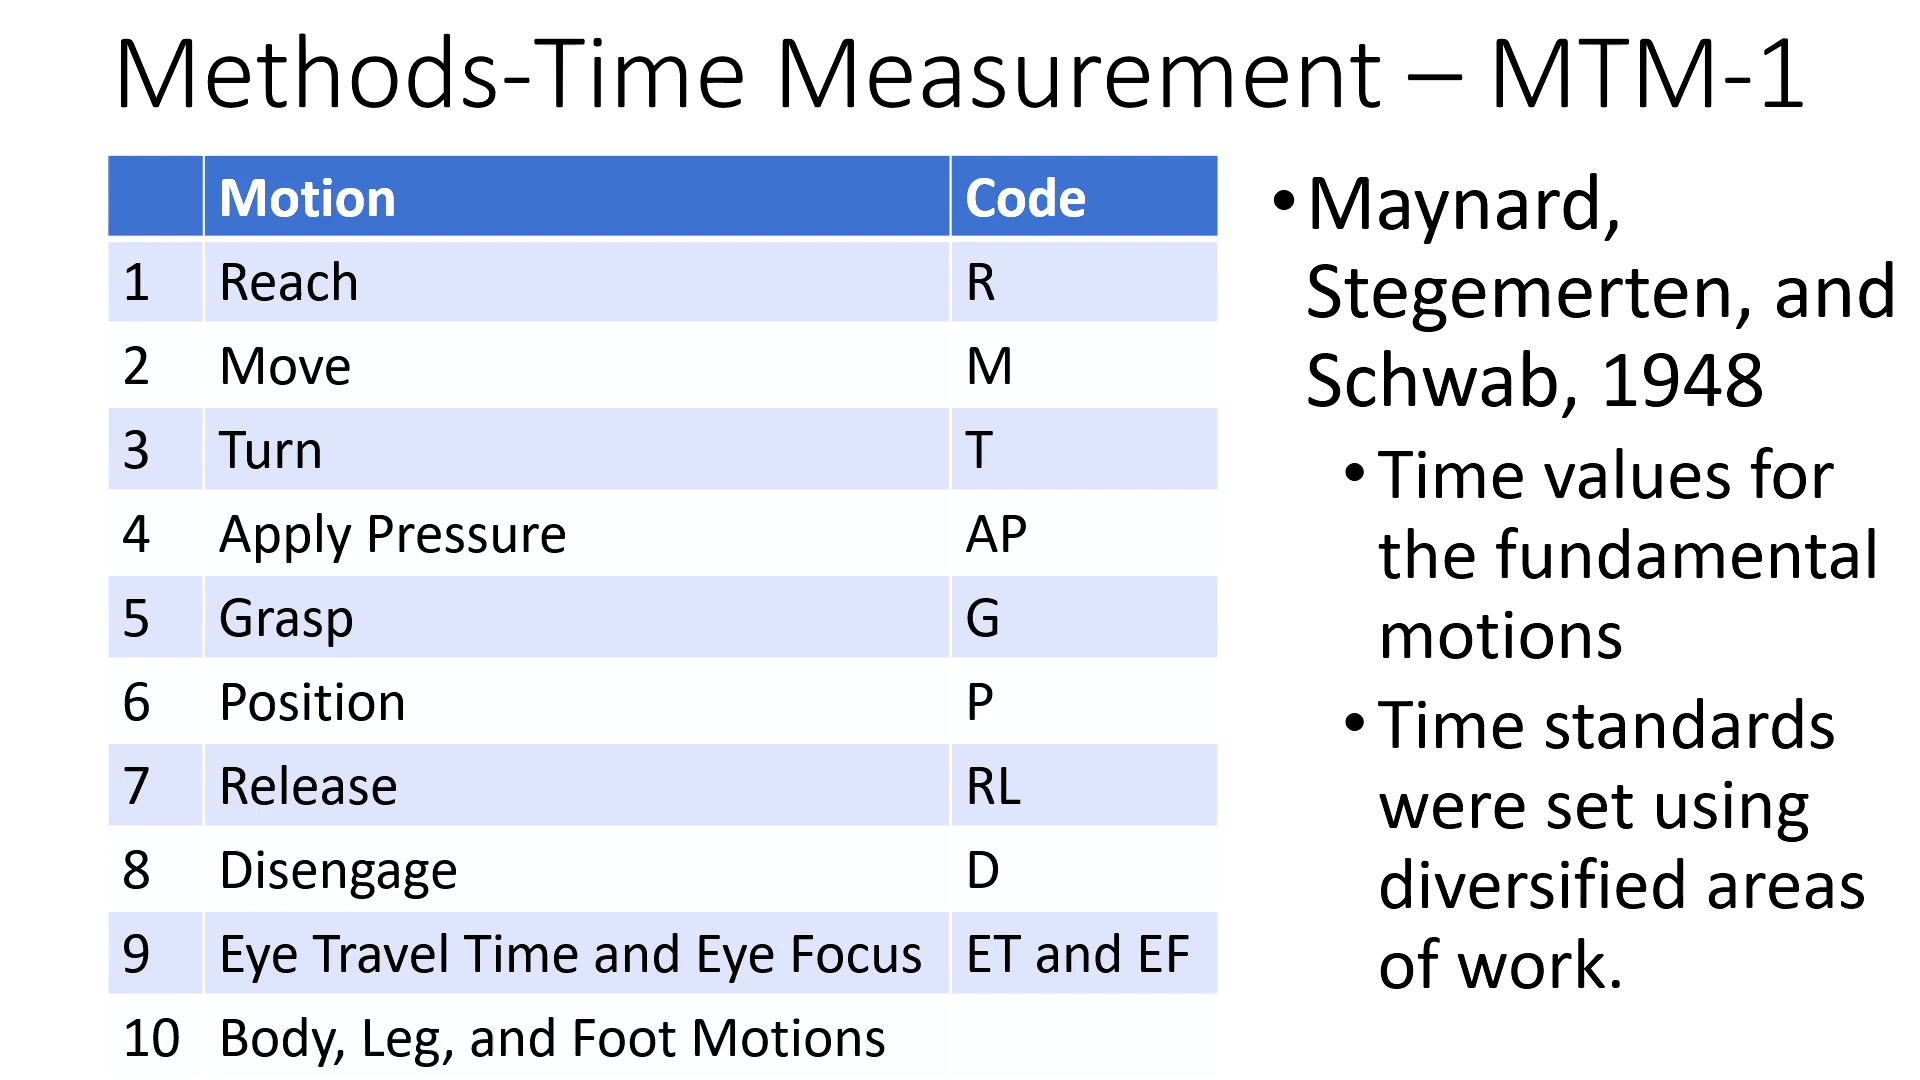 Methods-Time Measurement – MTM-1
Motion Code
1 Reach R
2 Move M
3 Turn T
4 Apply Pressure AP
5 Grasp G
6 Position P
7 Release RL
8 Disengage D
9 Eye Travel Time and Eye Focus ET and EF
10 Body, Leg, and Foot Motions
• Maynard,
Stegemerten, and
Schwab, 1948
• Time values for
the fundamental
motions
• Time standards
were set using
diversified areas
of work.